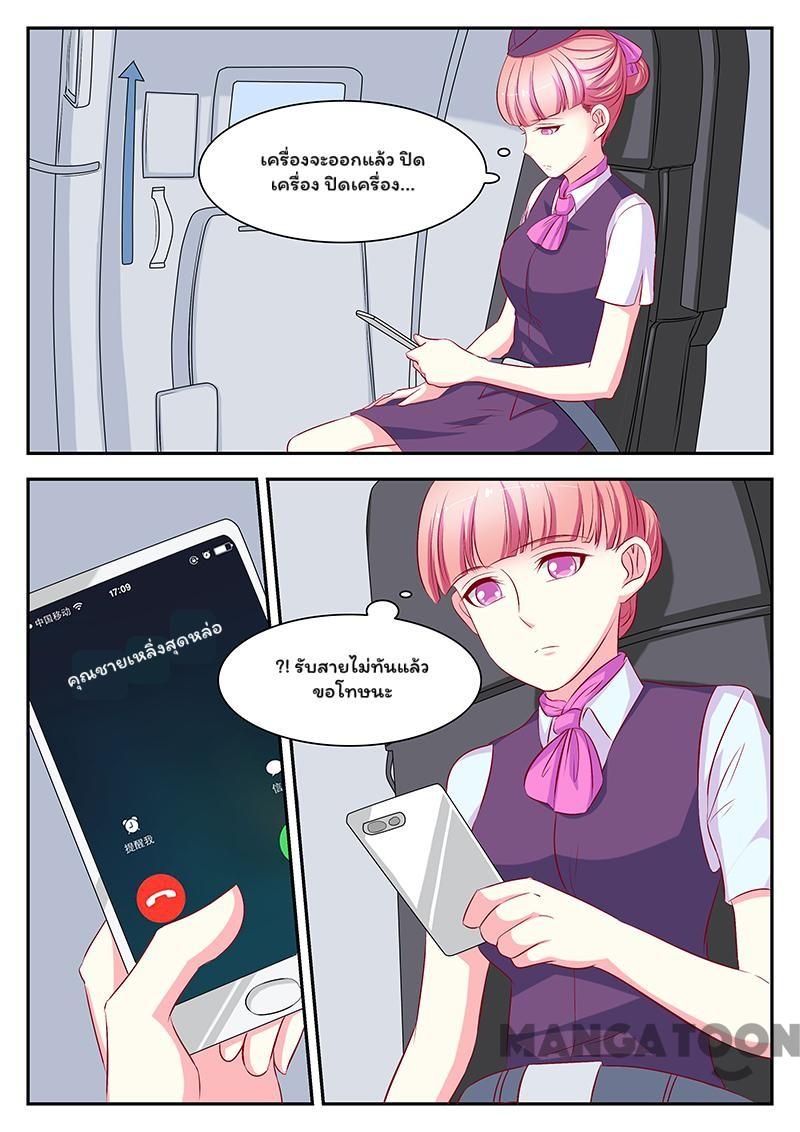 เครื่องจะออกแล้ว ปิด
เครื่อง ปิดเครื่อง...
中国移动
17:09
คุณชายเหลิ่งสุดหล่อ
信
提醒我
?! รับสายไม่ทันแล้ว
ขอโทษนะ
MANGATOON